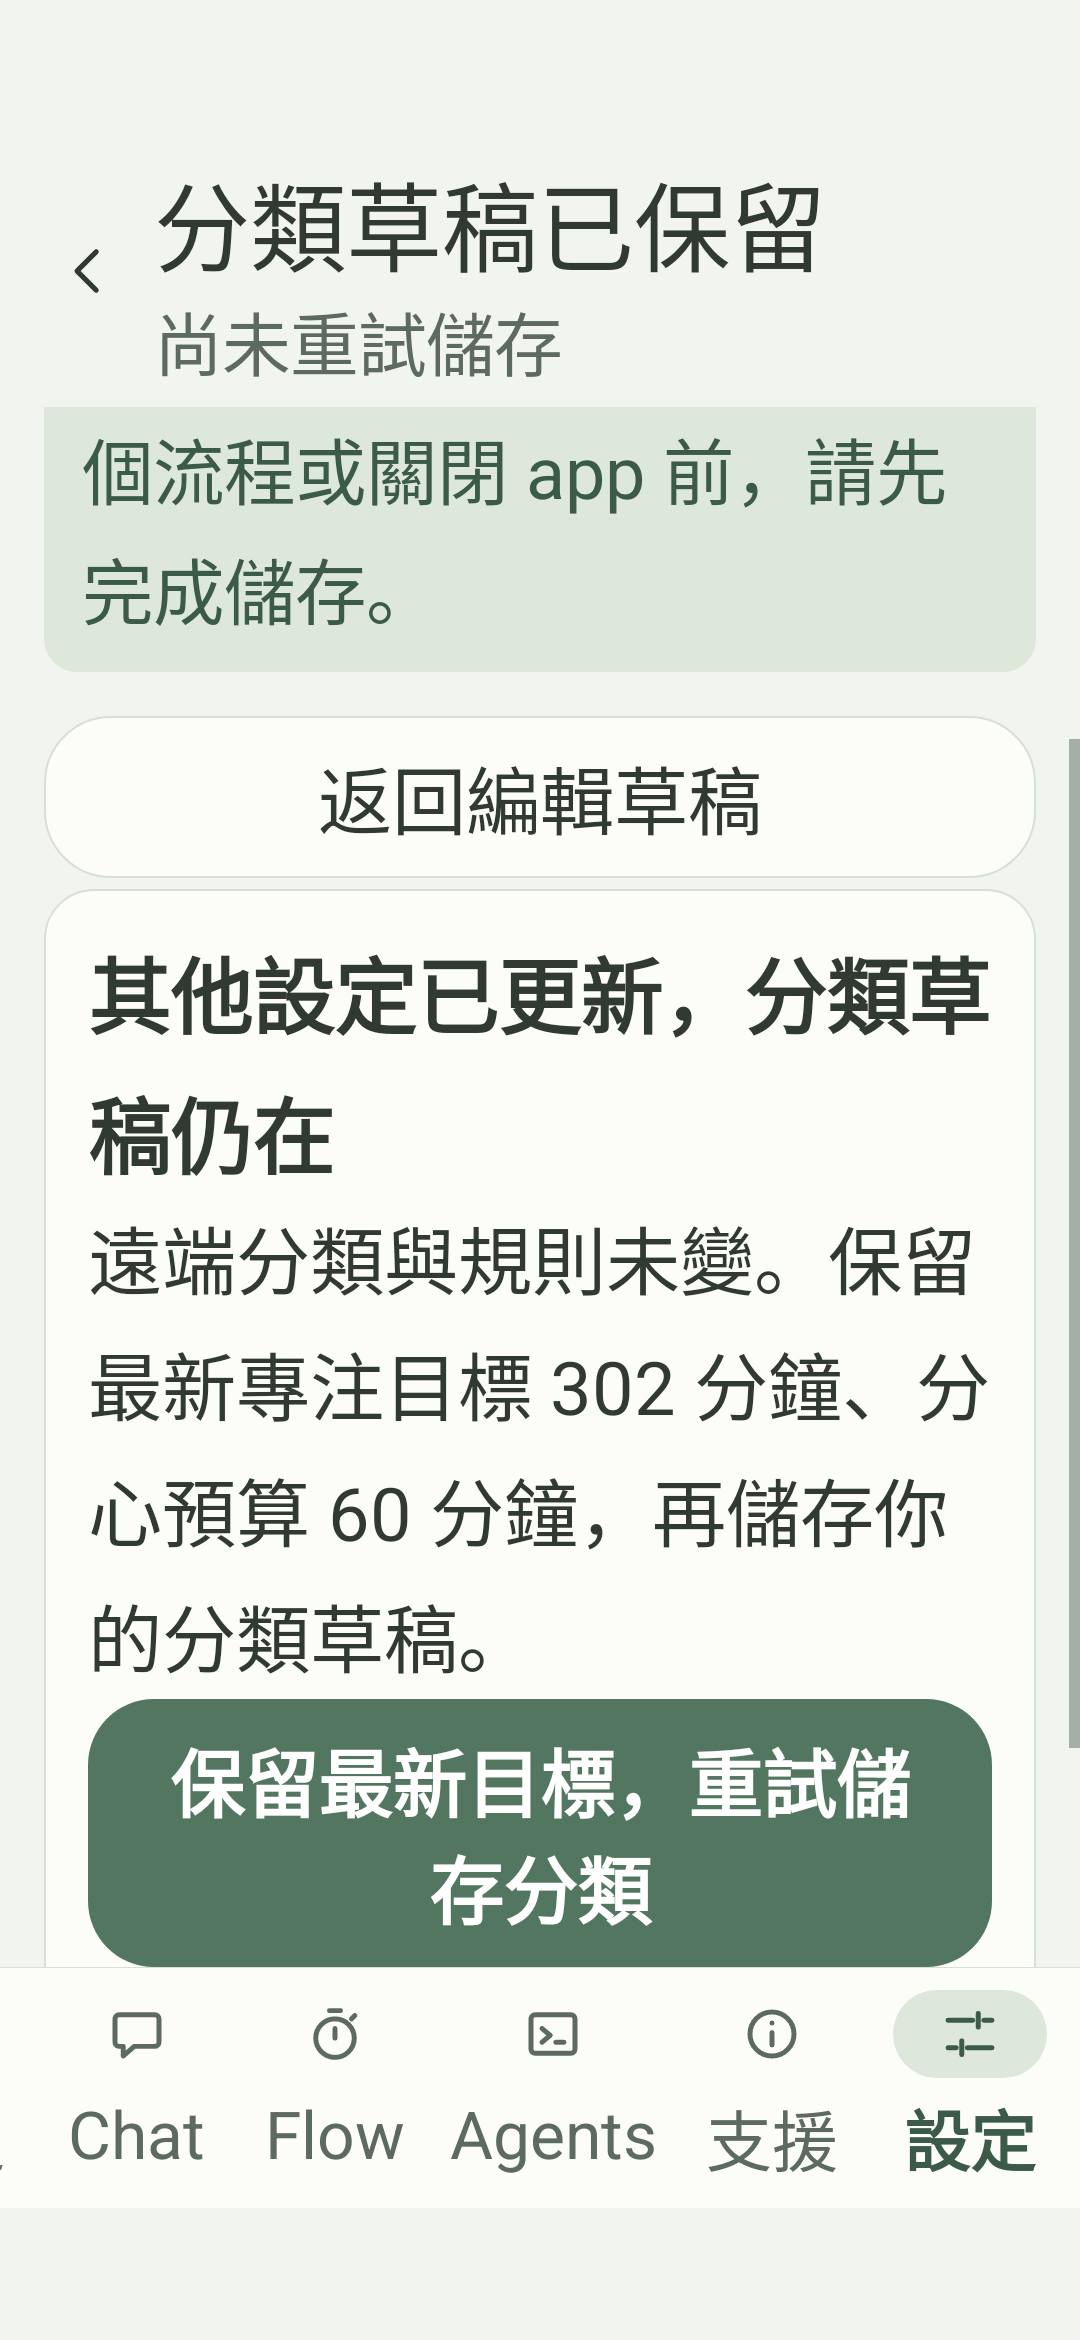 分類草稿已保留
尚未重試儲存
個流程或關閉 app 前，請先
完成儲存。
返回編輯草稿
其他設定已更新，分類草
稿仍在
遠端分類與規則未變。保留
最新專注目標 302 分鐘、分
心預算 60 分鐘，再儲存你
的分類草稿。
保留最新目標，重試儲
存分類
Chat
Flow
Agents
支援
設定